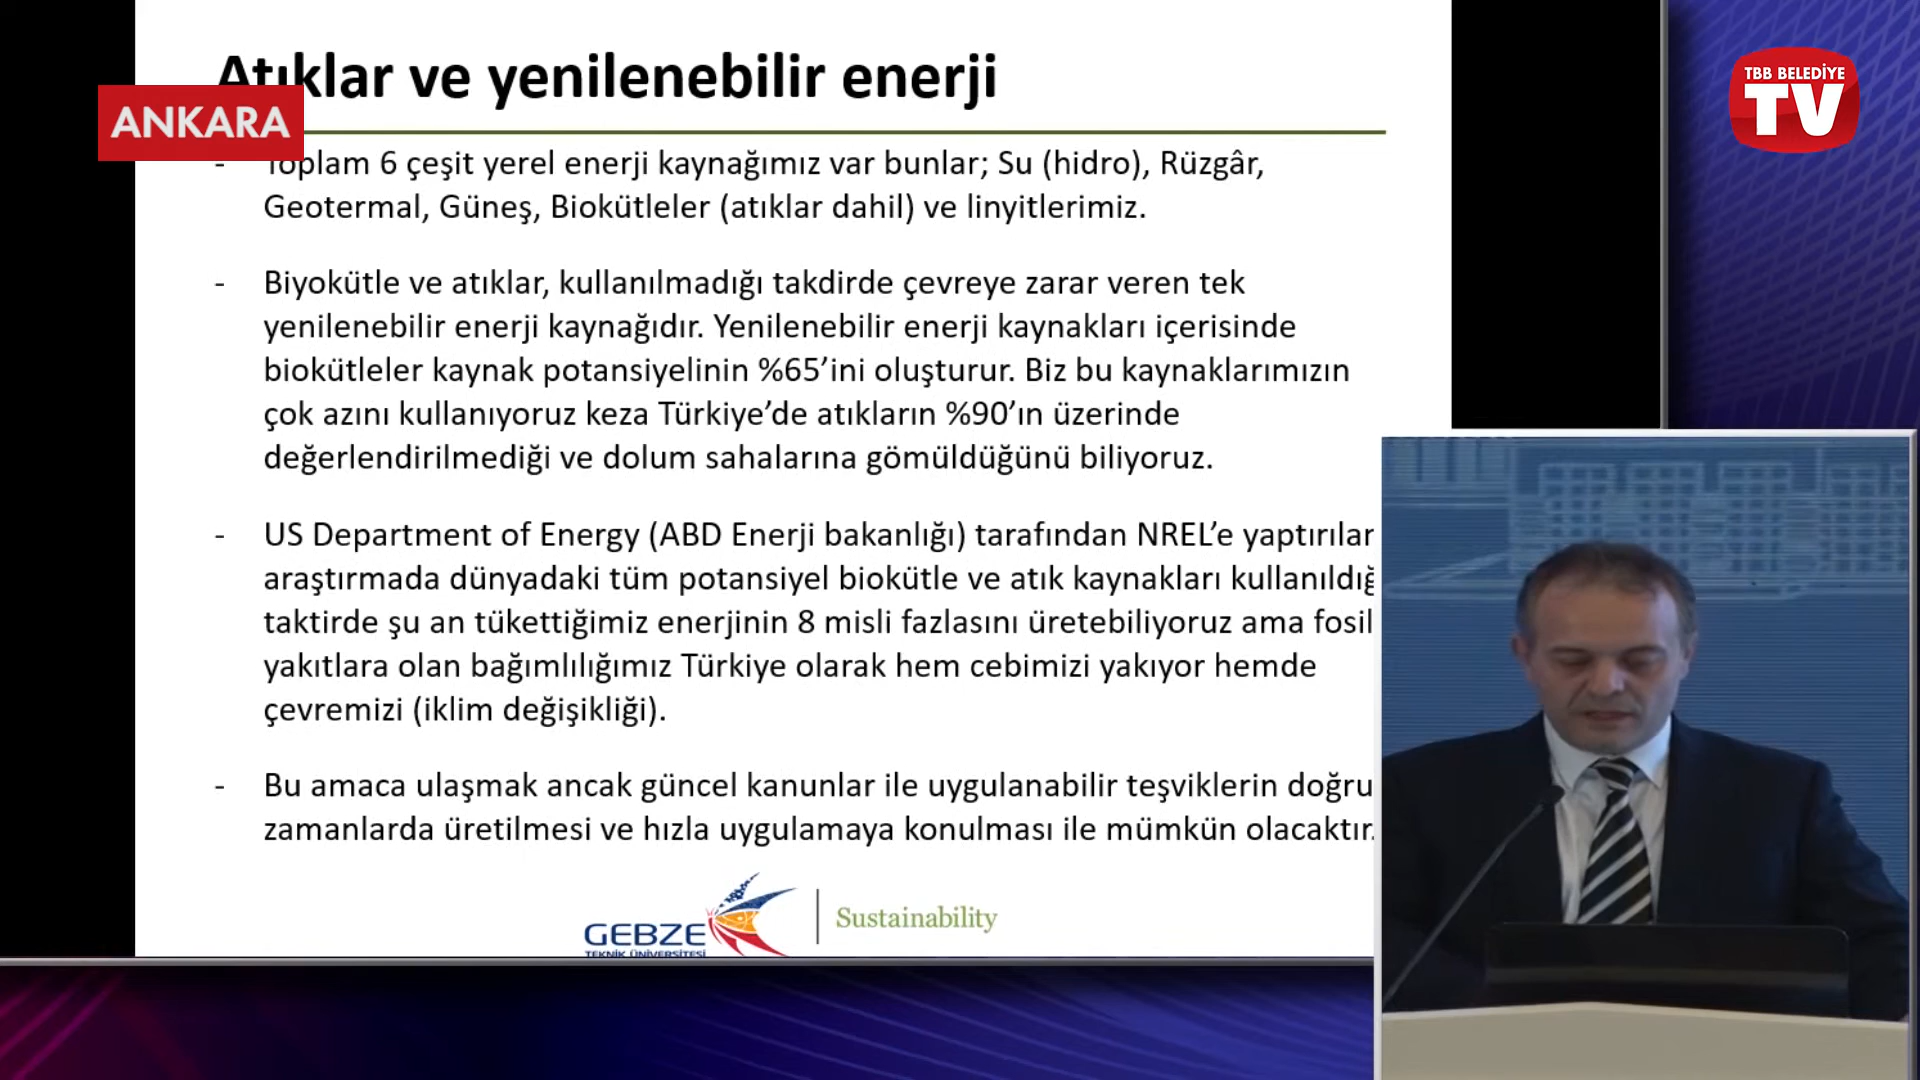 Atıklar ve yenilenebilir enerji
ANKARA
TBB BELEDİYE
TV
- Toplam 6 çeşit yerel enerji kaynağımız var bunlar; Su (hidro), Rüzgâr,
Geotermal, Güneş, Biokütleler (atıklar dahil) ve linyitlerimiz.
- Biyokütle ve atıklar, kullanılmadığı takdirde çevreye zarar veren tek
yenilenebilir enerji kaynağıdır. Yenilenebilir enerji kaynakları içerisinde
biokütleler kaynak potansiyelinin %65’ini oluşturur. Biz bu kaynaklarımızın
çok azını kullanıyoruz keza Türkiye’de atıkların %90’ın üzerinde
değerlendirilmediği ve dolum sahalarına gömüldüğünü biliyoruz.
- US Department of Energy (ABD Enerji bakanlığı) tarafından NREL’e yaptırılan
araştırmada dünyadaki tüm potansiyel biokütle ve atık kaynakları kullanıldığ
taktirde şu an tükettiğimiz enerjinin 8 misli fazlasını üretebiliyoruz ama fosil
yakıtlara olan bağımlılığımız Türkiye olarak hem cebimizi yakıyor hemde
çevremizi (iklim değişikliği).
- Bu amaca ulaşmak ancak güncel kanunlar ile uygulanabilir teşviklerin doğru
zamanlarda üretilmesi ve hızla uygulamaya konulması ile mümkün olacaktır.
GEBZE
TEKNİK ÜNİVERSİTESİ
Sustainability